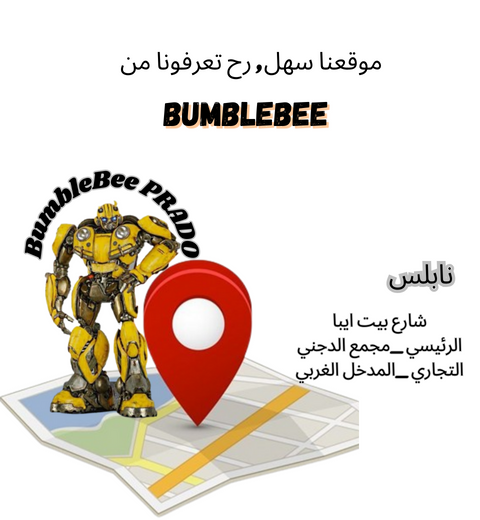 موقعنا سهل, رح تعرفونا من
BUMBLEBEE
BumbleBee PRADO
نابلس
شارع بيت ايبا
الرئيسي_مجمع الدجني
التجاري_المدخل الغربي